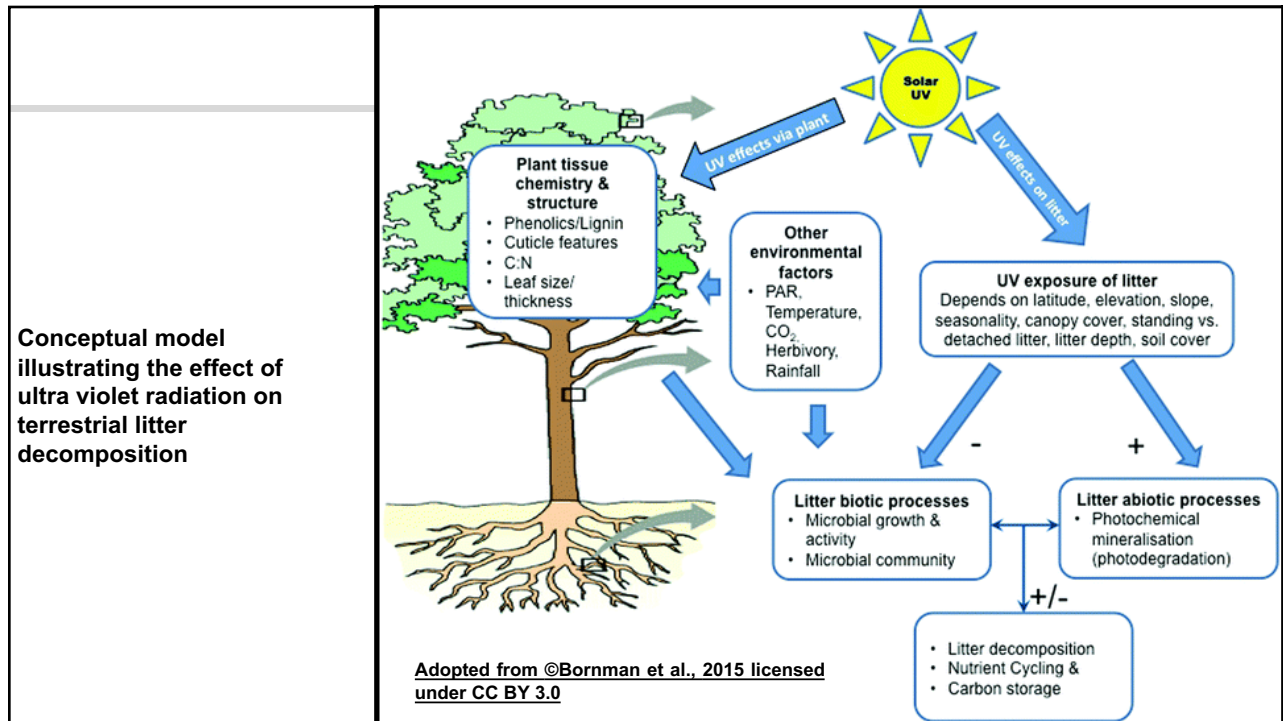 Conceptual model
illustrating the effect of
ultra violet radiation on
terrestrial litter
decomposition
Solar
UV
UV effects via plant
UV effects on litter
Plant tissue
chemistry &
structure
• Phenolics/Lignin
• Cuticle features
• C:N
• Leaf size/
thickness
Other
environmental
factors
• PAR,
Temperature,
CO₂,
Herbivory,
Rainfall
UV exposure of litter
Depends on latitude, elevation, slope,
seasonality, canopy cover, standing vs.
detached litter, litter depth, soil cover
-
+
Litter biotic processes
• Microbial growth &
activity
• Microbial community
Litter abiotic processes
• Photochemical
mineralisation
(photodegradation)
+/-
• Litter decomposition
• Nutrient Cycling &
• Carbon storage
Adopted from ©Bornman et al., 2015 licensed
under CC BY 3.0